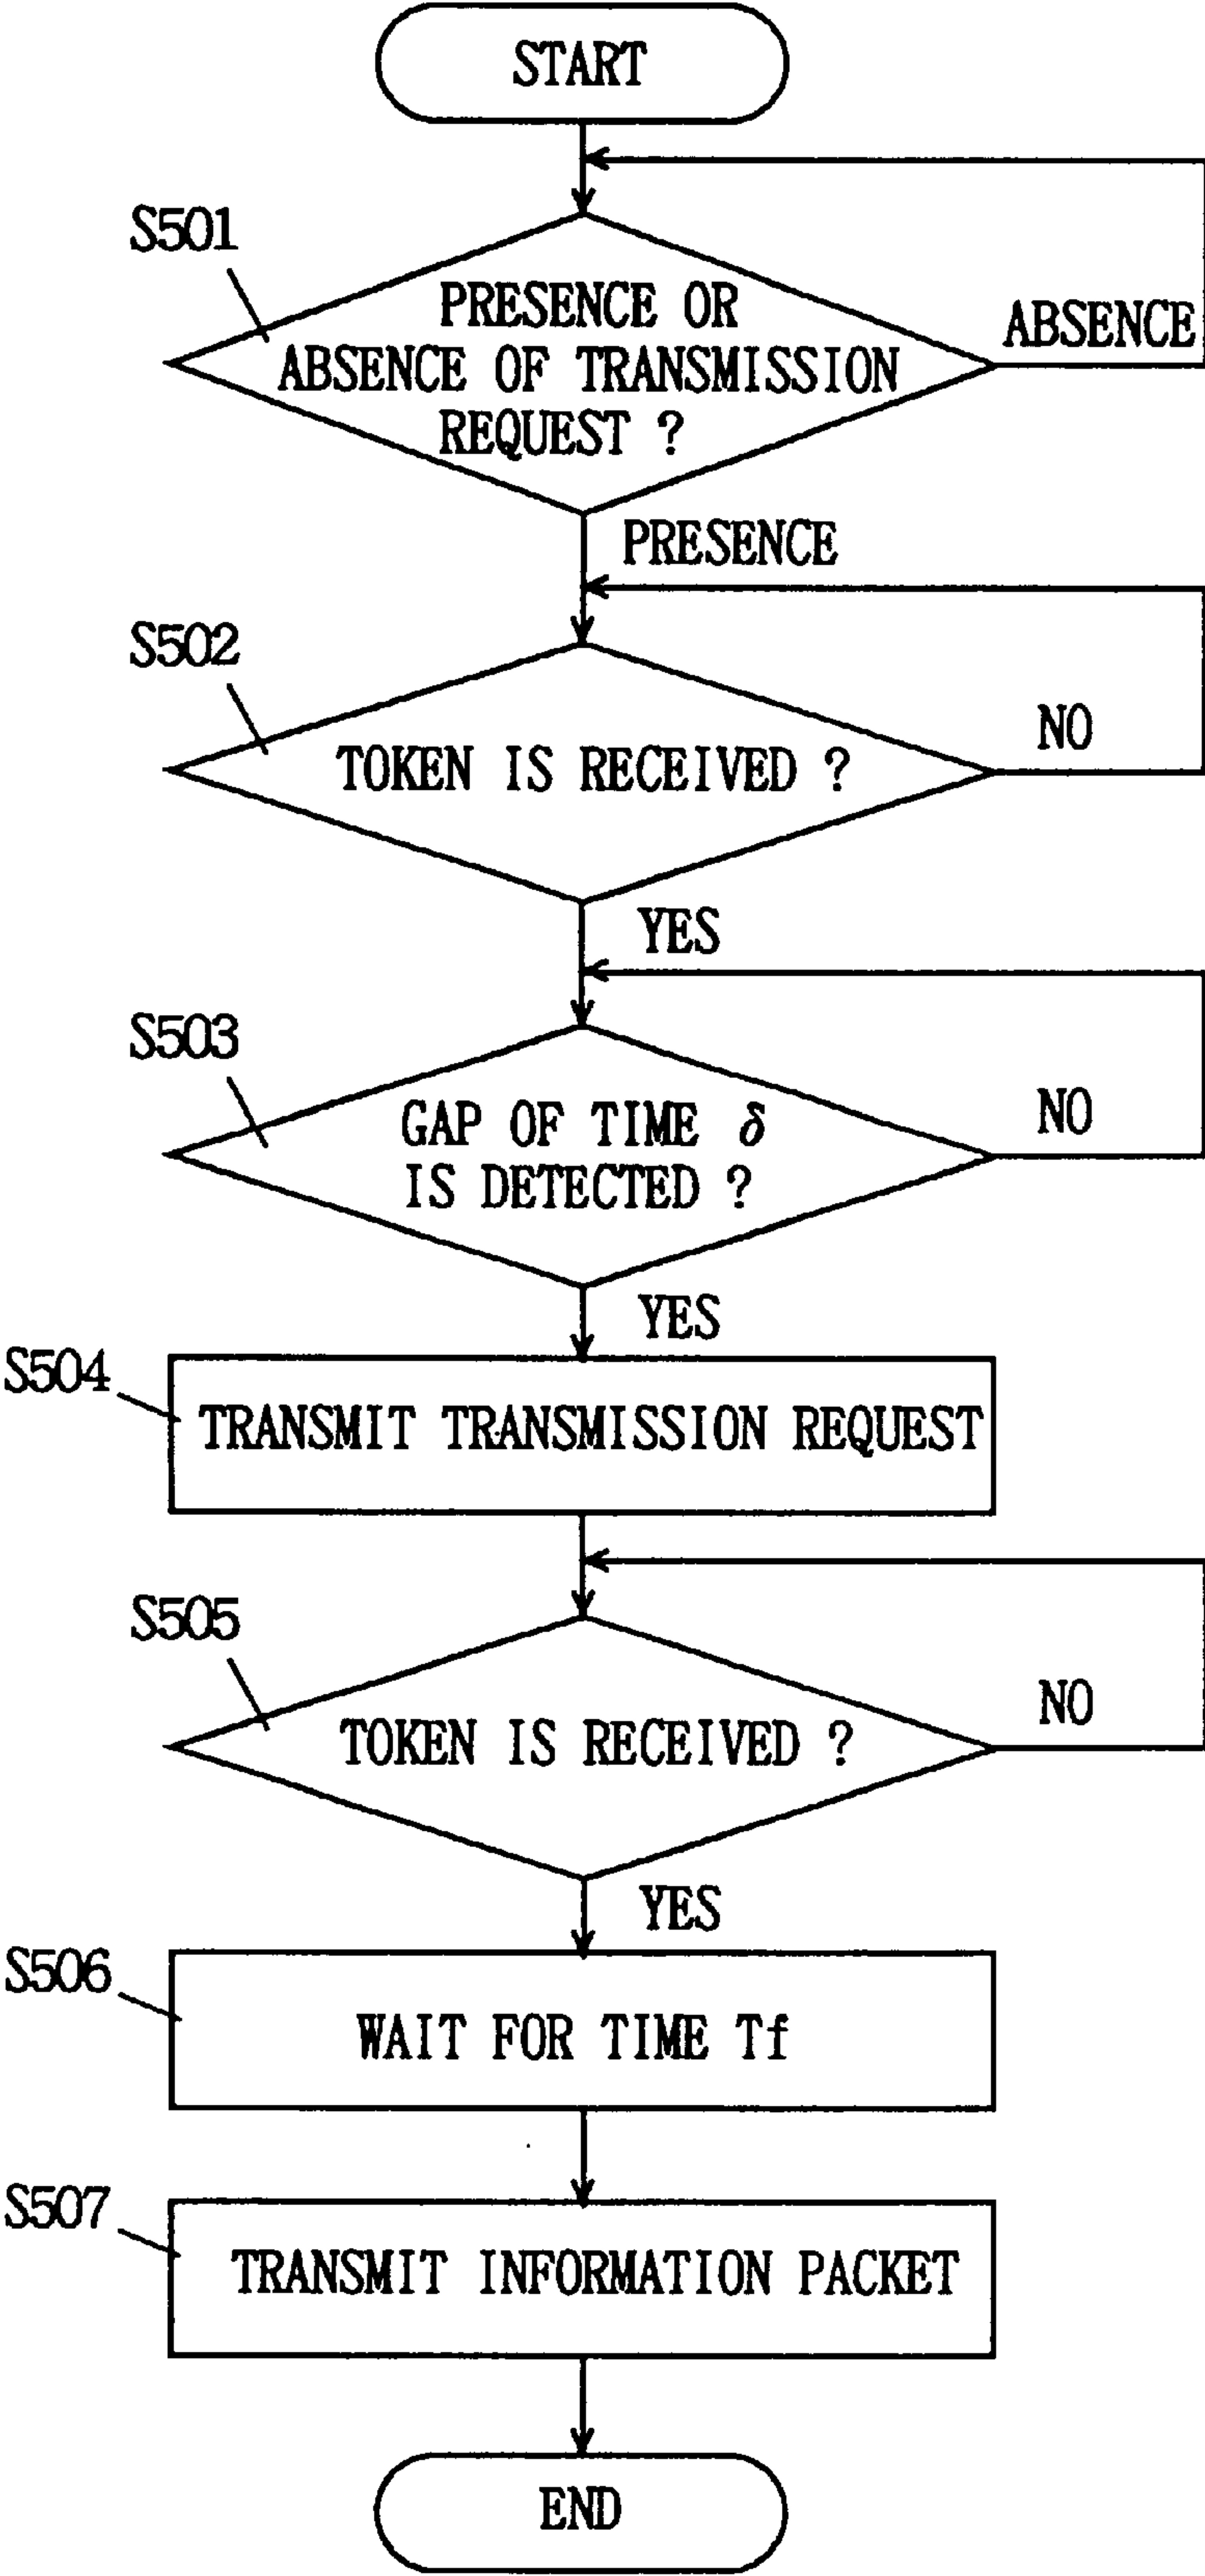 START
S501
PRESENCE OR
ABSENCE OF TRANSMISSION
REQUEST ?
ABSENCE
PRESENCE
S502
TOKEN IS RECEIVED ?
NO
YES
S503
GAP OF TIME δ
IS DETECTED ?
NO
YES
S504
TRANSMIT TRANSMISSION REQUEST
S505
TOKEN IS RECEIVED ?
NO
YES
S506
WAIT FOR TIME Tf
S507
TRANSMIT INFORMATION PACKET
END